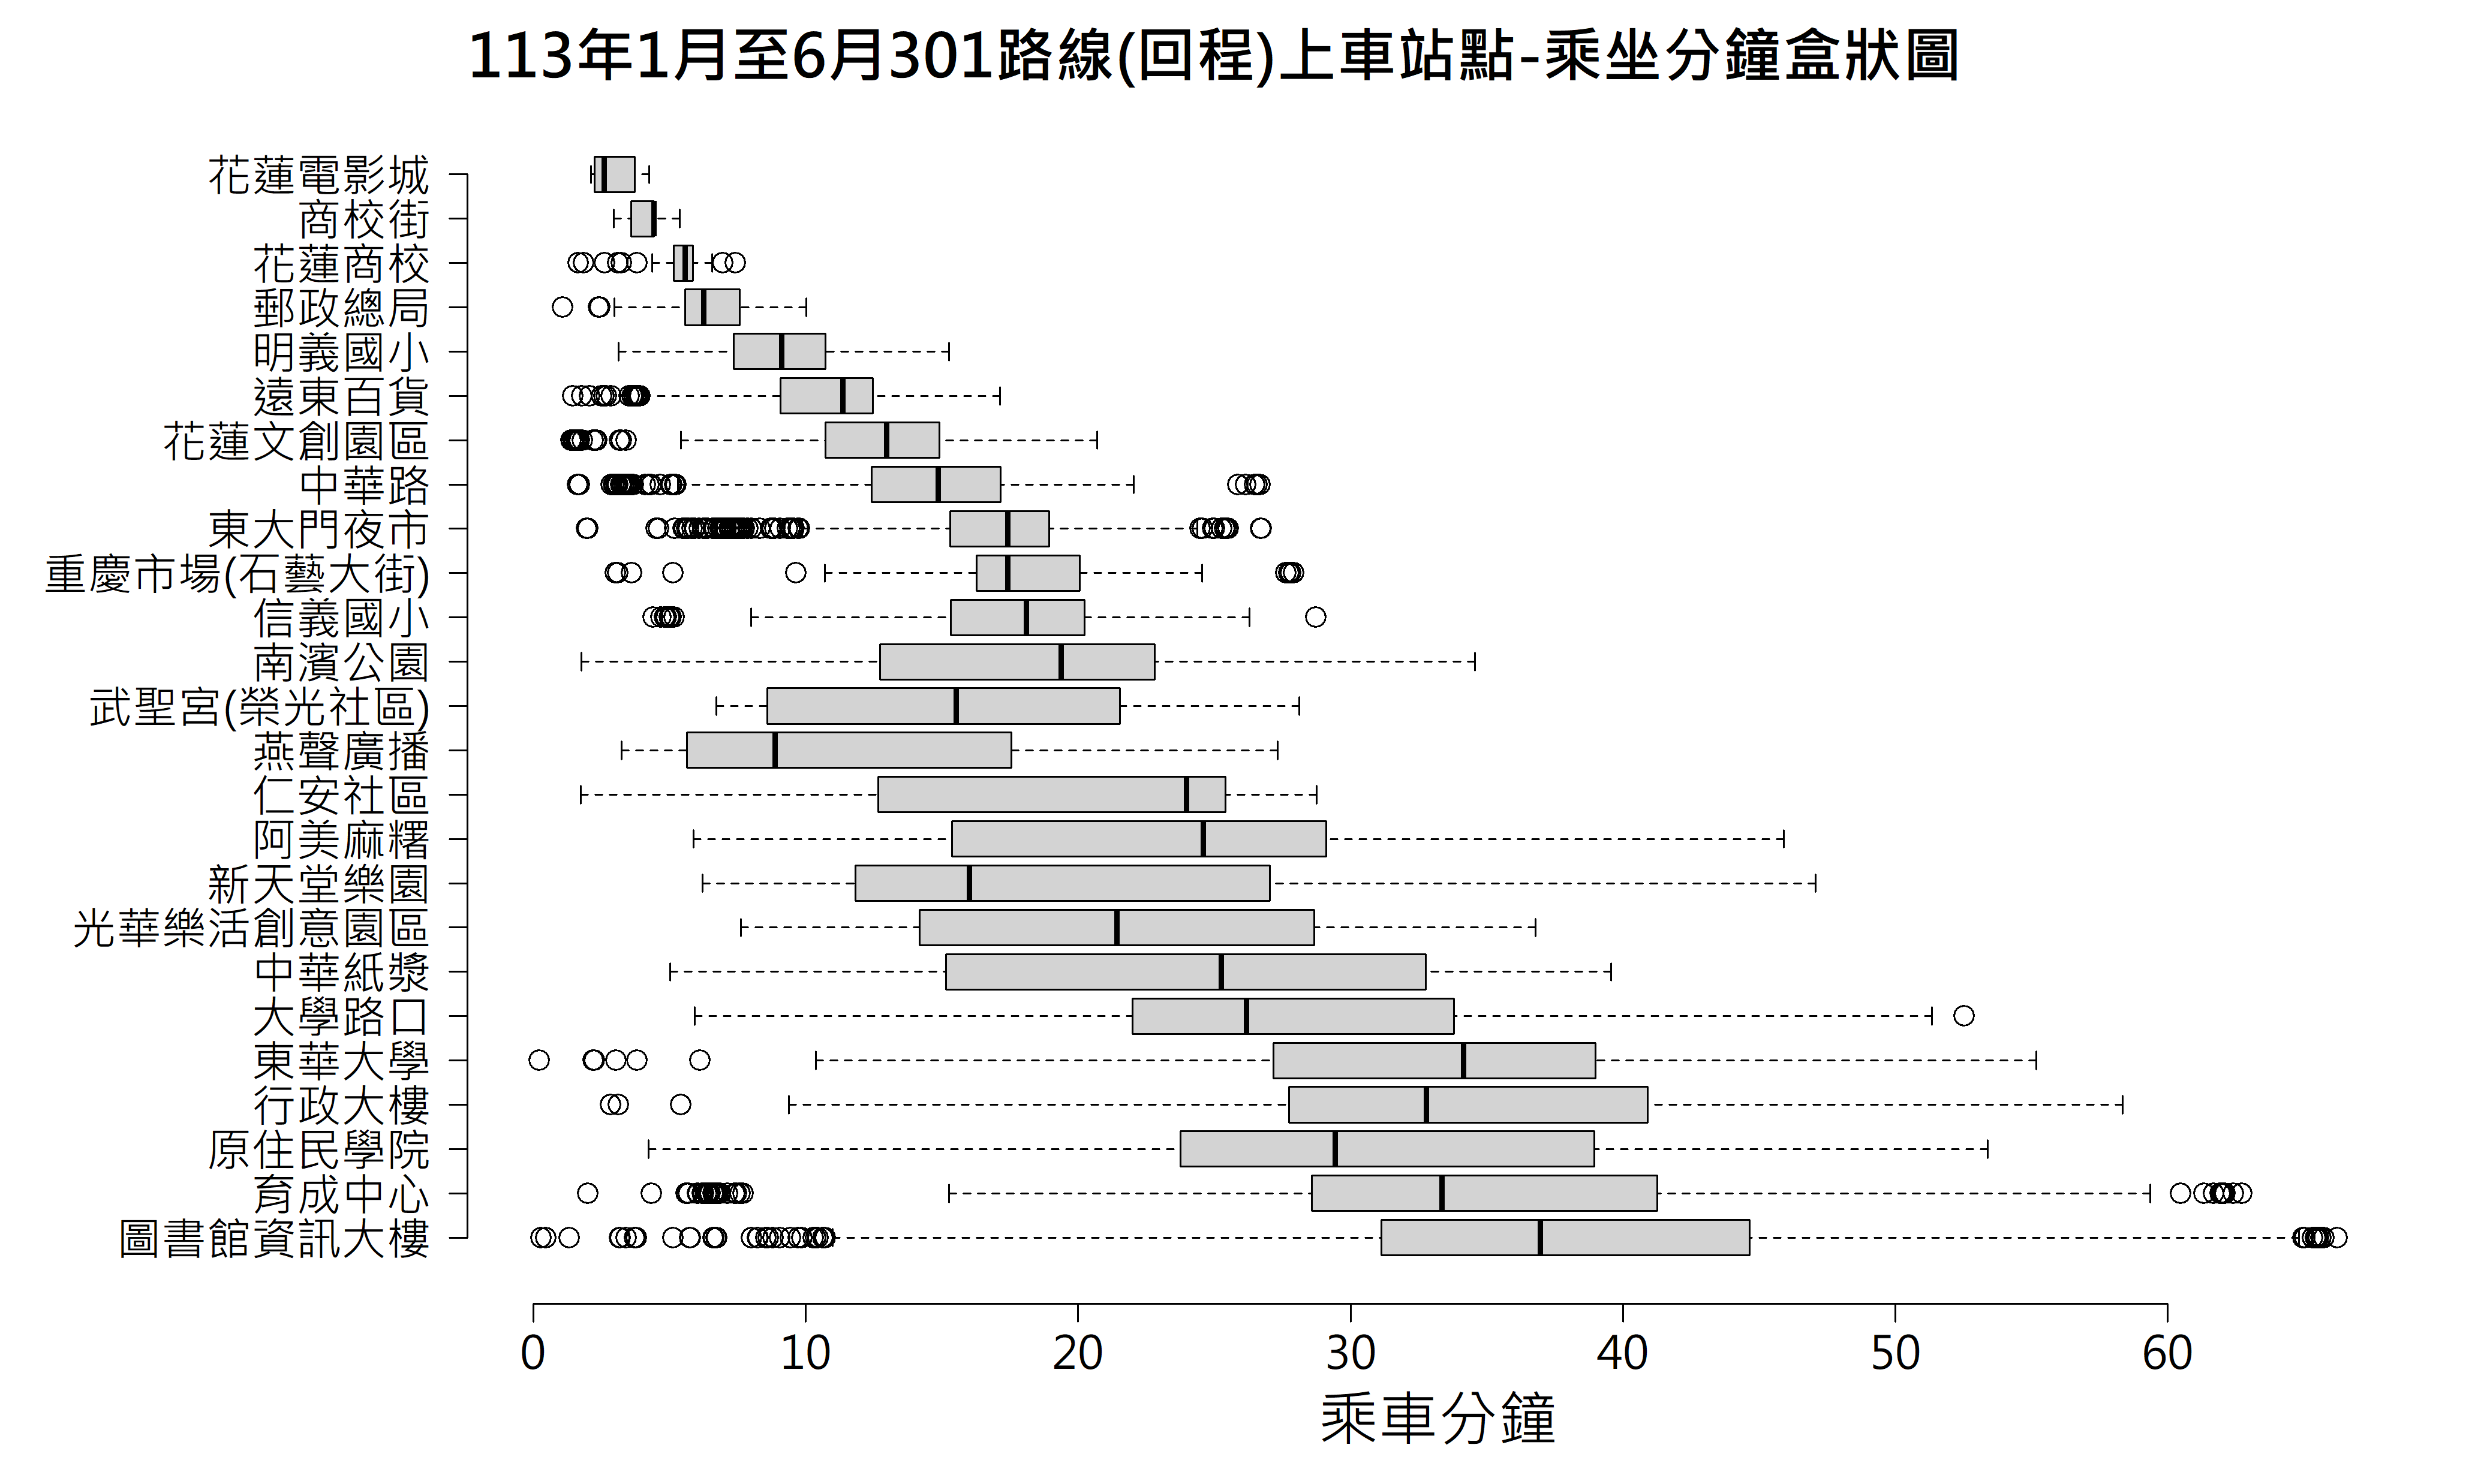 113年1月至6月301路線(回程)上車站點-乘坐分鐘盒狀圖
花蓮電影城
商校街
花蓮商校
郵政總局
明義國小
遠東百貨
花蓮文創園區
中華路
東大門夜市
重慶市場(石藝大街)
信義國小
南濱公園
武聖宮(榮光社區)
燕聲廣播
仁安社區
阿美麻糬
新天堂樂園
光華樂活創意園區
中華紙漿
大學路口
東華大學
行政大樓
原住民學院
育成中心
圖書館資訊大樓
0 10 20 30 40 50 60
乘車分鐘